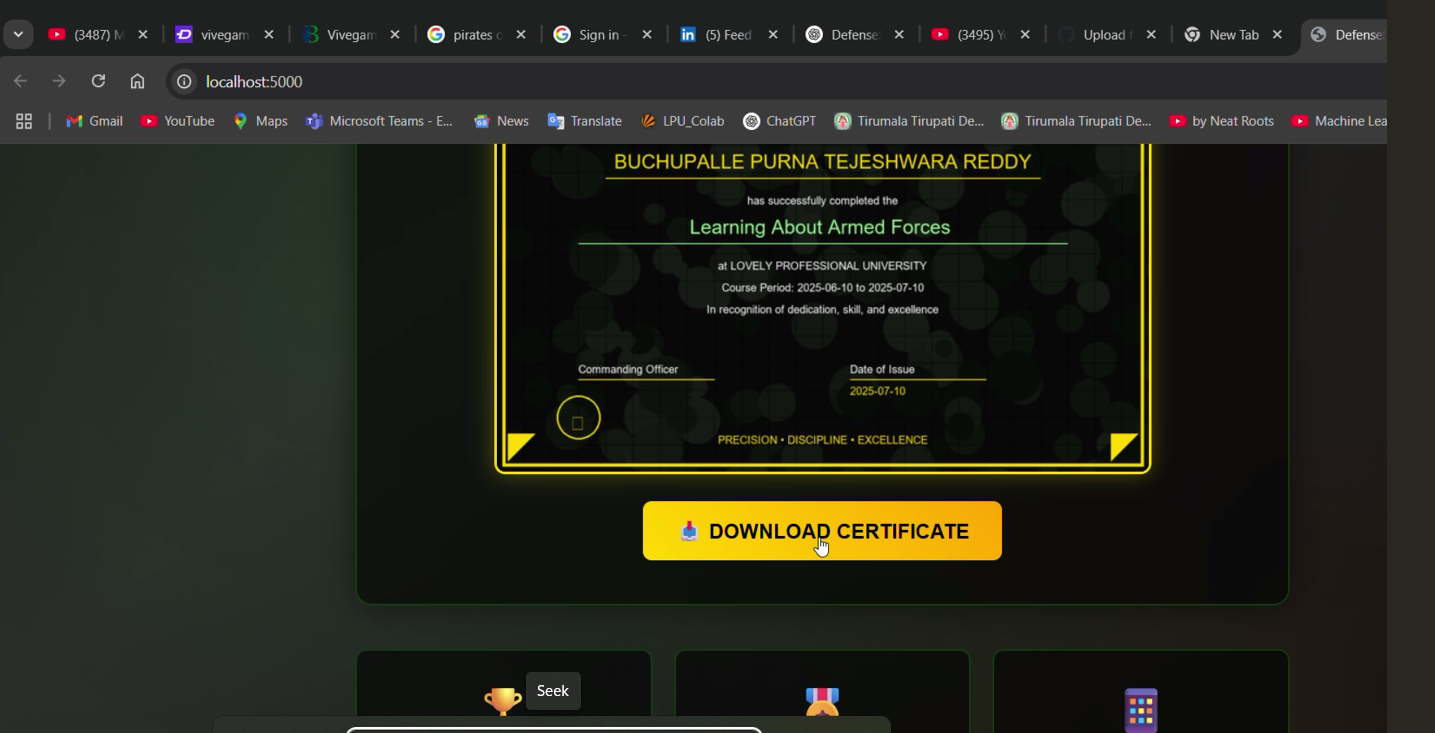 (3487) M
vivegam
Vivegam
pirates o
Sign in -
(5) Feed
Defense
(3495) Y
Upload f
New Tab
Defense
localhost:5000
Gmail
YouTube
Maps
Microsoft Teams - E...
News
Translate
LPU_Colab
ChatGPT
Tirumala Tirupati De...
Tirumala Tirupati De...
by Neat Roots
Machine Lea
BUCHUPALLE PURNA TEJESHWARA REDDY
has successfully completed the
Learning About Armed Forces
at LOVELY PROFESSIONAL UNIVERSITY
Course Period: 2025-06-10 to 2025-07-10
In recognition of dedication, skill, and excellence
Commanding Officer
Date of Issue
2025-07-10
PRECISION • DISCIPLINE • EXCELLENCE
DOWNLOAD CERTIFICATE
Seek